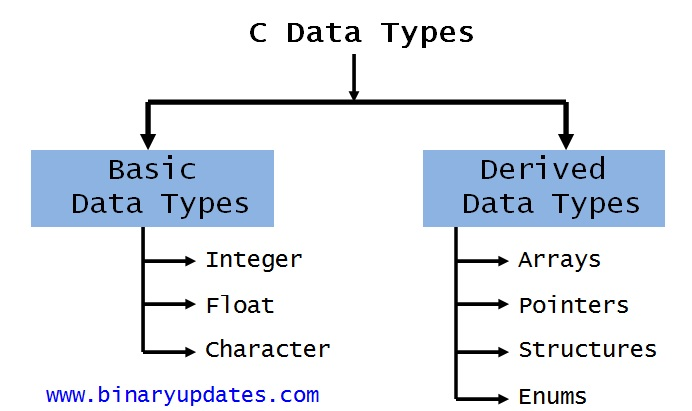 C Data Types
Basic
Data Types
Integer
Float
Character
Derived
Data Types
Arrays
Pointers
Structures
Enums
www.binaryupdates.com